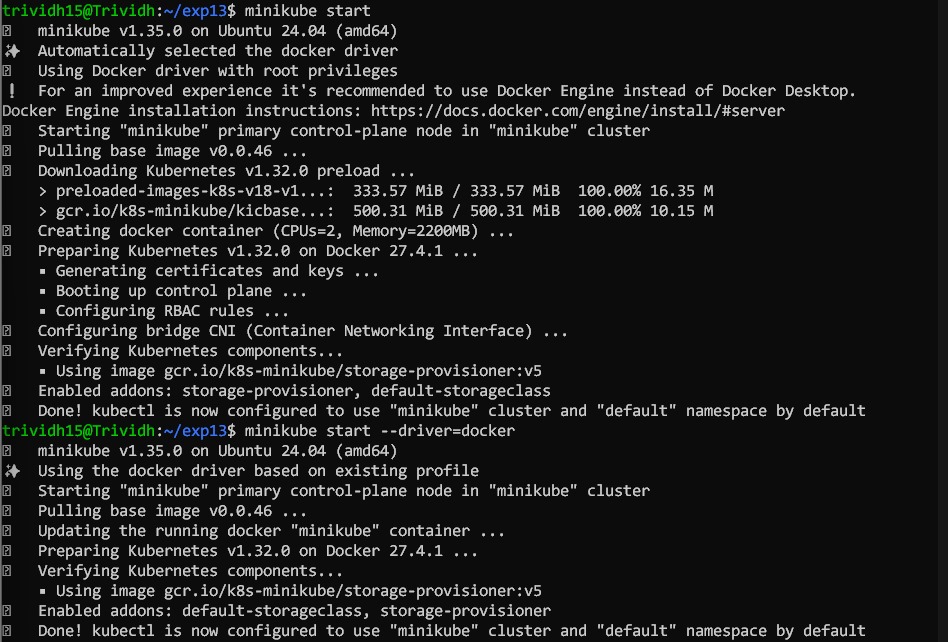 trividh15@Trividh:~/exp13$ minikube start
minikube v1.35.0 on Ubuntu 24.04 (amd64)
Automatically selected the docker driver
Using Docker driver with root privileges
! For an improved experience it's recommended to use Docker Engine instead of Docker Desktop.
Docker Engine installation instructions: https://docs.docker.com/engine/install/#server
Starting "minikube" primary control-plane node in "minikube" cluster
Pulling base image v0.0.46 ...
Downloading Kubernetes v1.32.0 preload ...
> preloaded-images-k8s-v18-v1...:  333.57 MiB / 333.57 MiB  100.00% 16.35 M
> gcr.io/k8s-minikube/kicbase...:  500.31 MiB / 500.31 MiB  100.00% 10.15 M
Creating docker container (CPUs=2, Memory=2200MB) ...
Preparing Kubernetes v1.32.0 on Docker 27.4.1 ...
▪ Generating certificates and keys ...
▪ Booting up control plane ...
▪ Configuring RBAC rules ...
Configuring bridge CNI (Container Networking Interface) ...
Verifying Kubernetes components...
▪ Using image gcr.io/k8s-minikube/storage-provisioner:v5
Enabled addons: storage-provisioner, default-storageclass
Done! kubectl is now configured to use "minikube" cluster and "default" namespace by default
trividh15@Trividh:~/exp13$ minikube start --driver=docker
minikube v1.35.0 on Ubuntu 24.04 (amd64)
Using the docker driver based on existing profile
Starting "minikube" primary control-plane node in "minikube" cluster
Pulling base image v0.0.46 ...
Updating the running docker "minikube" container ...
Preparing Kubernetes v1.32.0 on Docker 27.4.1 ...
Verifying Kubernetes components...
▪ Using image gcr.io/k8s-minikube/storage-provisioner:v5
Enabled addons: default-storageclass, storage-provisioner
Done! kubectl is now configured to use "minikube" cluster and "default" namespace by default